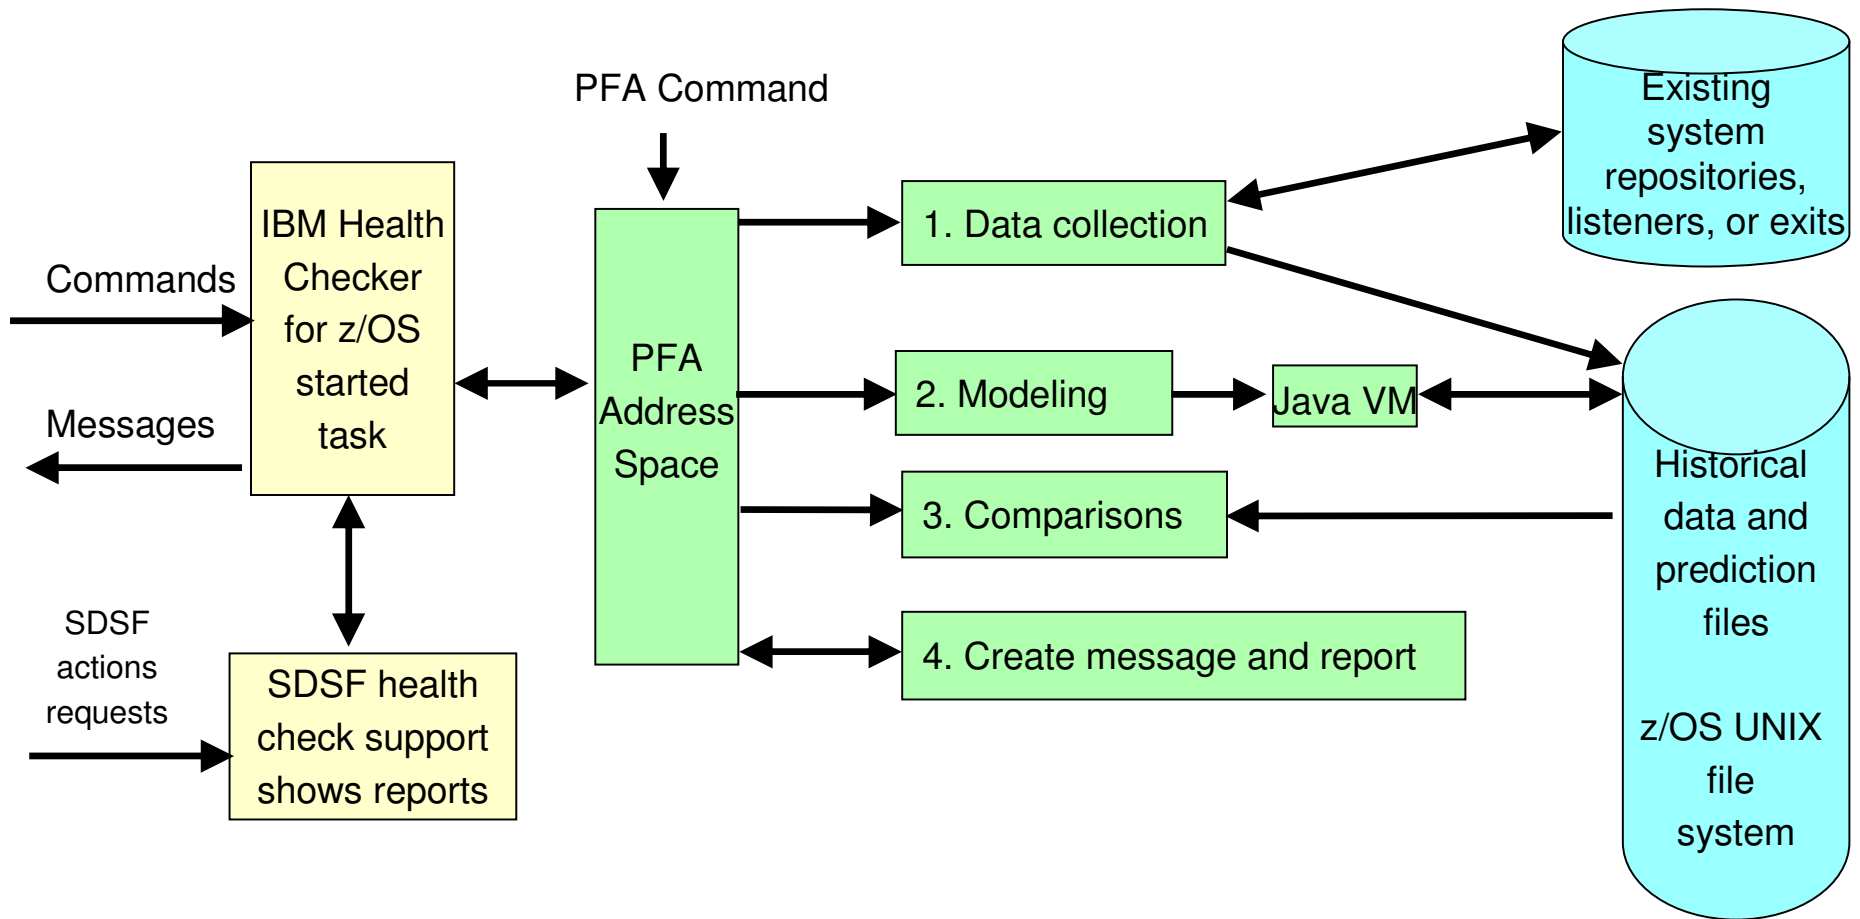 PFA Command
Existing
system
repositories,
listeners, or exits
IBM Health
Checker
for z/OS
started
task
Commands
Messages
PFA
Address
Space
1. Data collection
2. Modeling
Java VM
3. Comparisons
4. Create message and report
Historical
data and
prediction
files
z/OS UNIX
file
system
SDSF
actions
requests
SDSF health
check support
shows reports